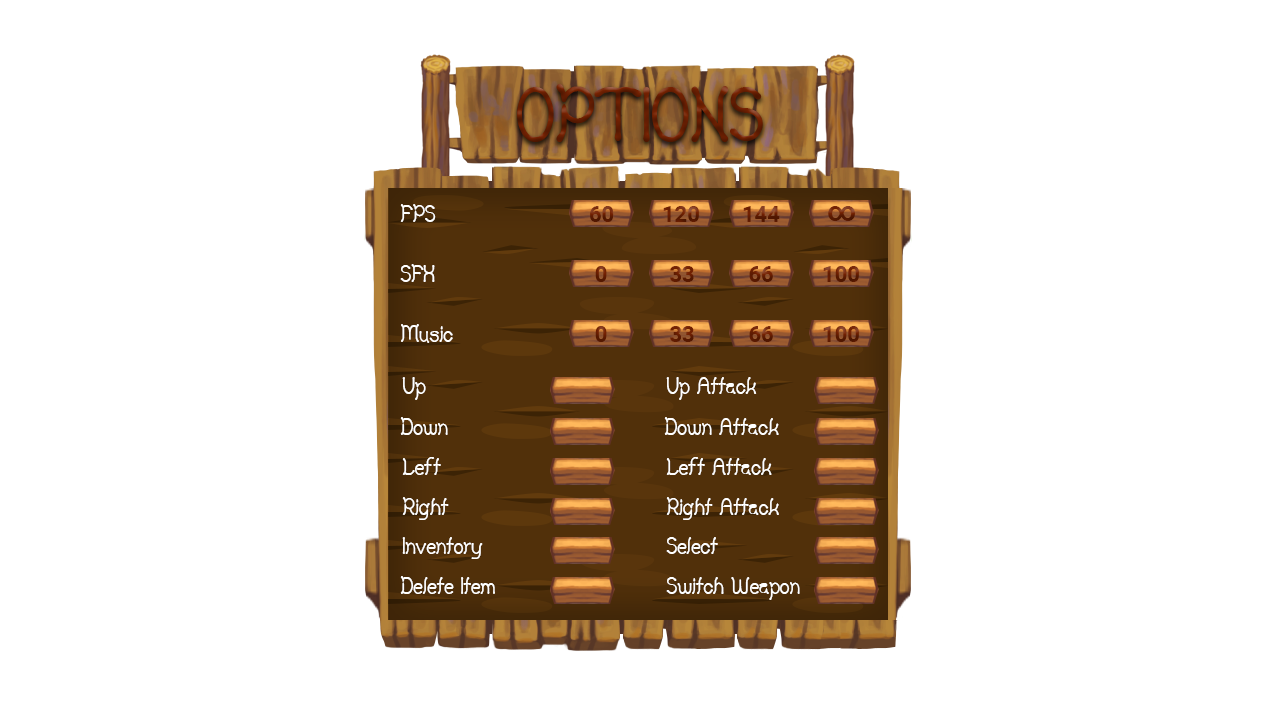 OPTIONS
FPS 60 120 144 ∞
SFX 0 33 66 100
Music 0 33 66 100
Up Up Attack
Down Down Attack
Left Left Attack
Right Right Attack
Inventory Select
Delete Item Switch Weapon